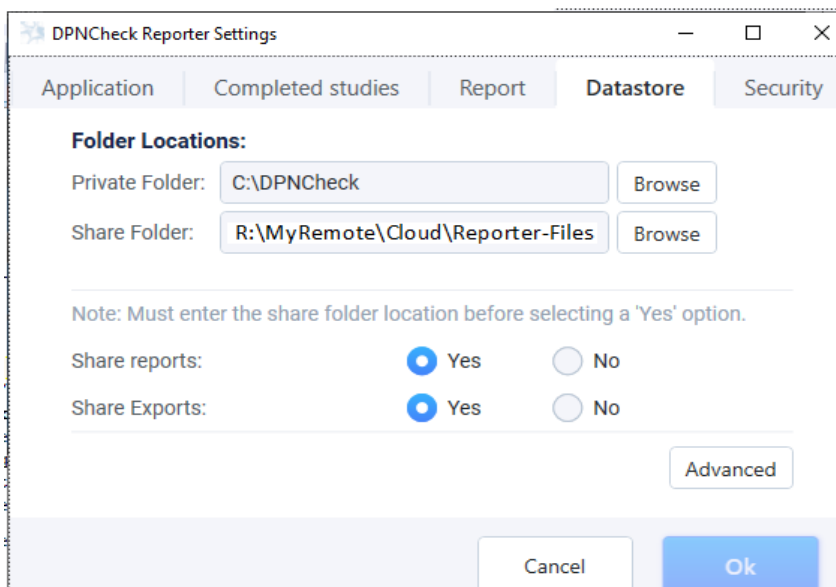 DPNCheck Reporter Settings
Application Completed studies Report Datastore Security
Folder Locations:
Private Folder: C:\DPNCheck Browse
Share Folder: R:\MyRemote\Cloud\Reporter-Files Browse
Note: Must enter the share folder location before selecting a 'Yes' option.
Share reports: Yes No
Share Exports: Yes No
Advanced
Cancel Ok